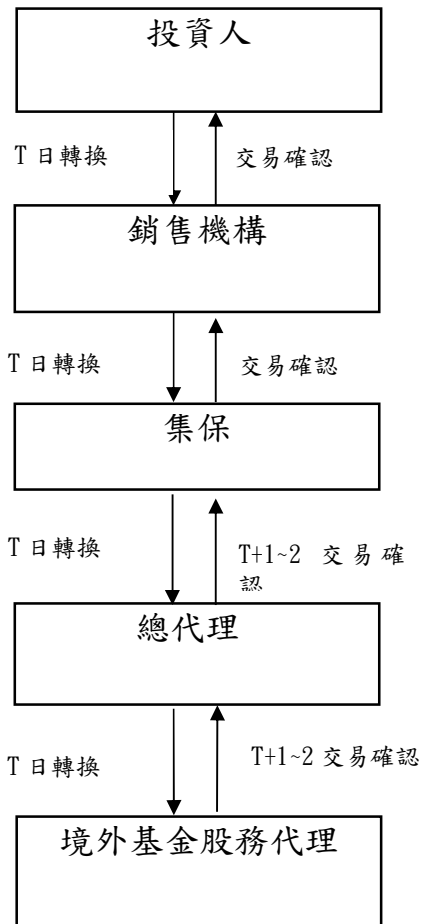 投資人
T 日轉換
交易確認
銷售機構
T 日轉換
交易確認
集保
T 日轉換
T+1~2 交易確
認
總代理
T 日轉換
T+1~2 交易確認
境外基金股務代理